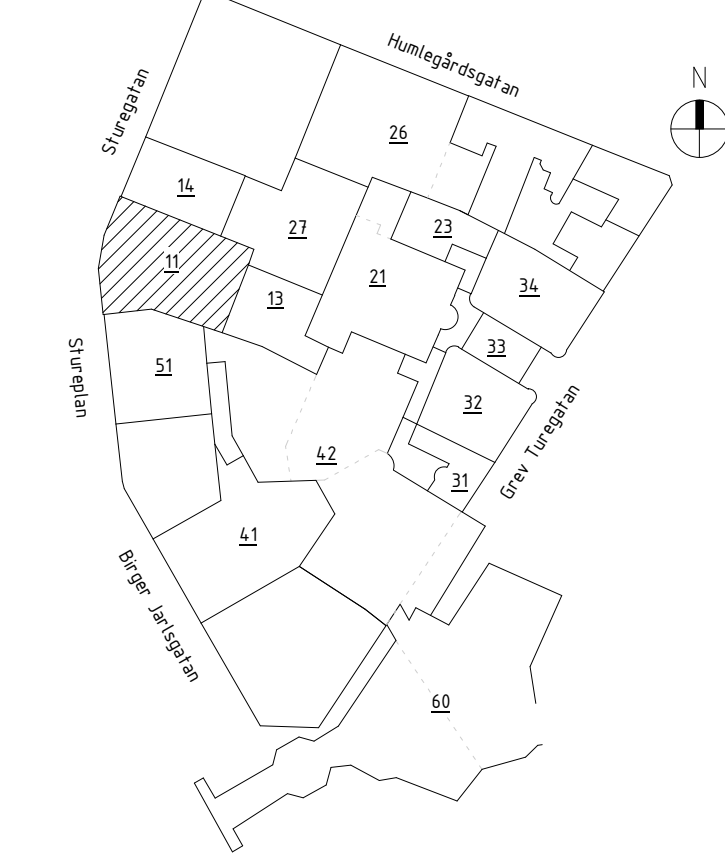 Humlegårdsgatan
N
Sturegatan
26
14
27
23
11
21
34
13
33
51
32
Stureplan
Grev Turegatan
42
31
41
Birger Jarlsgatan
60